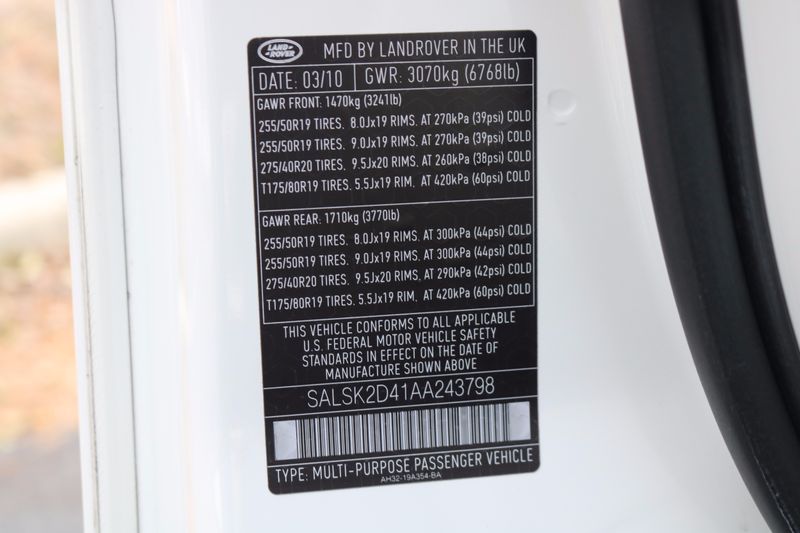 LAND ROVER
MFD BY LANDROVER IN THE UK
DATE: 03/10 GWR: 3070kg (6768lb)
GAWR FRONT: 1470kg (3241lb)
255/50R19 TIRES. 8.0Jx19 RIMS. AT 270kPa (39psi) COLD
255/50R19 TIRES. 9.0Jx19 RIMS. AT 270kPa (39psi) COLD
275/40R20 TIRES. 9.5Jx20 RIMS. AT 260kPa (38psi) COLD
T175/80R19 TIRES. 5.5Jx19 RIM. AT 420kPa (60psi) COLD
GAWR REAR: 1710kg (3770lb)
255/50R19 TIRES. 8.0Jx19 RIMS. AT 300kPa (44psi) COLD
255/50R19 TIRES. 9.0Jx19 RIMS. AT 300kPa (44psi) COLD
275/40R20 TIRES. 9.5Jx20 RIMS. AT 290kPa (42psi) COLD
T175/80R19 TIRES. 5.5Jx19 RIM. AT 420kPa (60psi) COLD
THIS VEHICLE CONFORMS TO ALL APPLICABLE
U.S. FEDERAL MOTOR VEHICLE SAFETY
STANDARDS IN EFFECT ON THE DATE OF
MANUFACTURE SHOWN ABOVE.
SALSK2D41AA243798
TYPE: MULTI-PURPOSE PASSENGER VEHICLE
AH32-19A354-BA